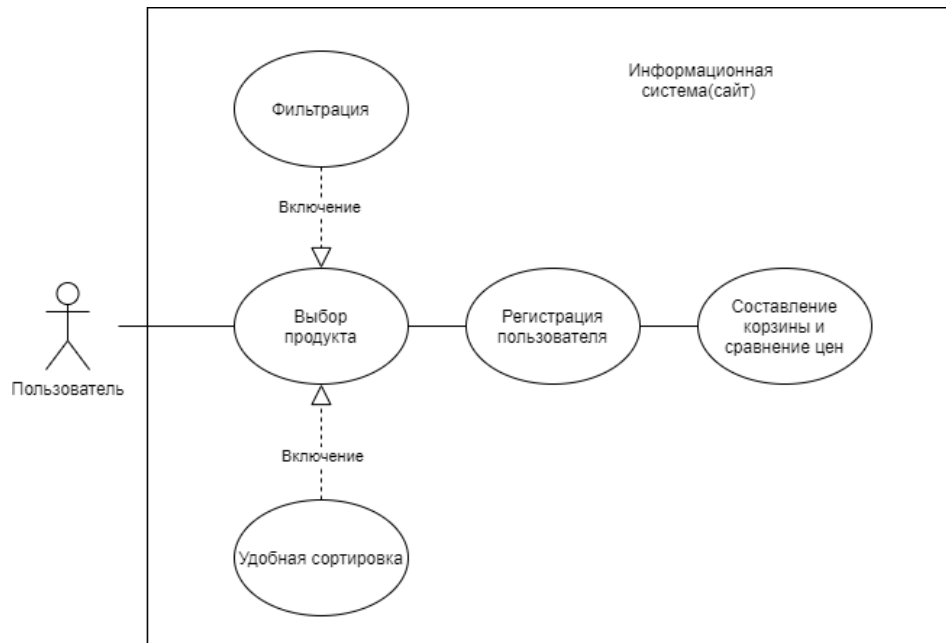 Информационная
система(сайт)
Фильтрация
Включение
Пользователь
Выбор
продукта
Регистрация
пользователя
Составление
корзины и
сравнение цен
Включение
Удобная сортировка